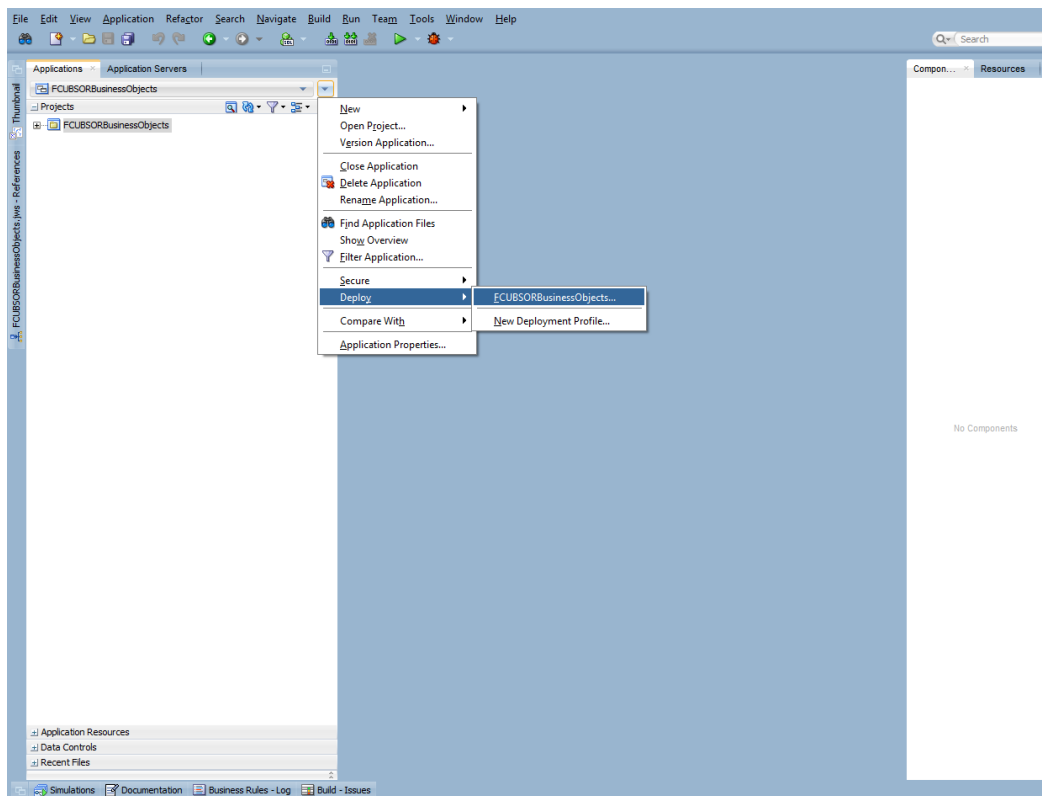 File Edit View Application Refactor Search Navigate Build Run Team Tools Window Help
Search
Applications Application Servers
Compon... Resources
FCUBSORBusinessObjects
Projects
FCUBSORBusinessObjects
Thumbnail
FCUBSORBusinessObjects.jws - References
New
Open Project...
Version Application...
Close Application
Delete Application
Rename Application...
Find Application Files
Show Overview
Filter Application...
Secure
Deploy
FCUBSORBusinessObjects...
Compare With
New Deployment Profile...
Application Properties...
No Components
Application Resources
Data Controls
Recent Files
Simulations Documentation Business Rules - Log Build - Issues